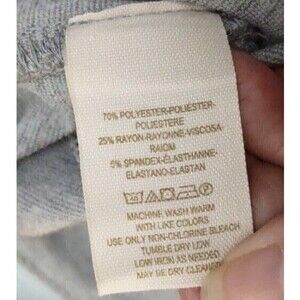 70% POLYESTER-POLIÉSTER-
POLIESTERE
25% RAYON-RAYONNE-VISCOSA
RAIOM
5% SPANDEX-ÉLASTHANNE-
ELASTANO-ELASTAN
MACHINE WASH WARM
WITH LIKE COLORS
USE ONLY NON-CHLORINE BLEACH
TUMBLE DRY LOW
LOW IRON AS NEEDED
MAY BE DRY CLEANED